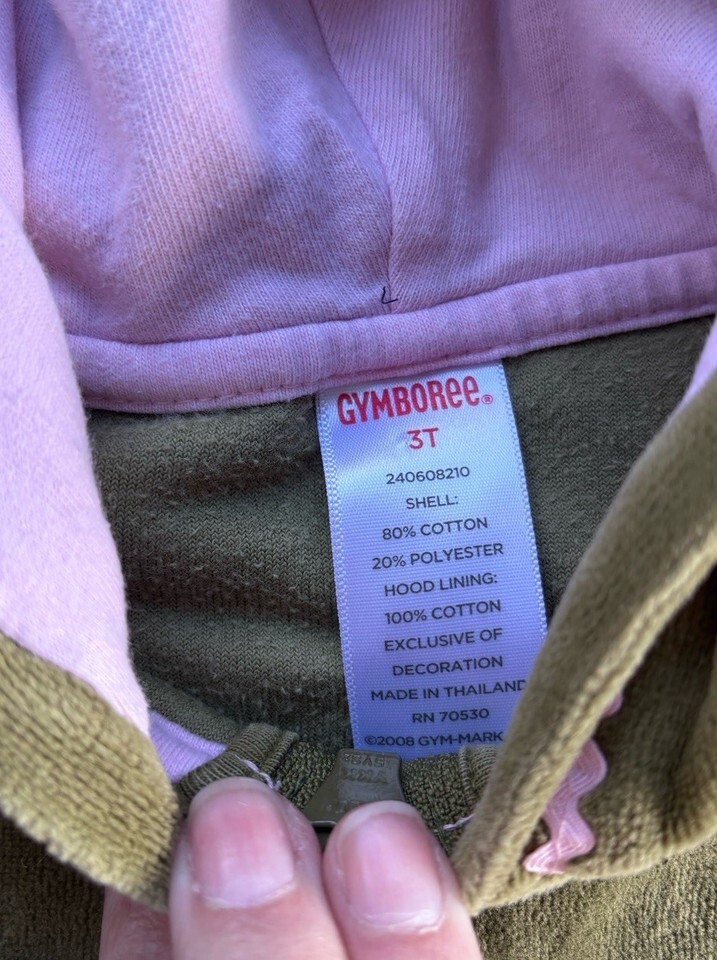 GYMBOREE®
3T
240608210
SHELL:
80% COTTON
20% POLYESTER
HOOD LINING:
100% COTTON
EXCLUSIVE OF
DECORATION
MADE IN THAILAND
RN 70530
©2008 GYM-MARK